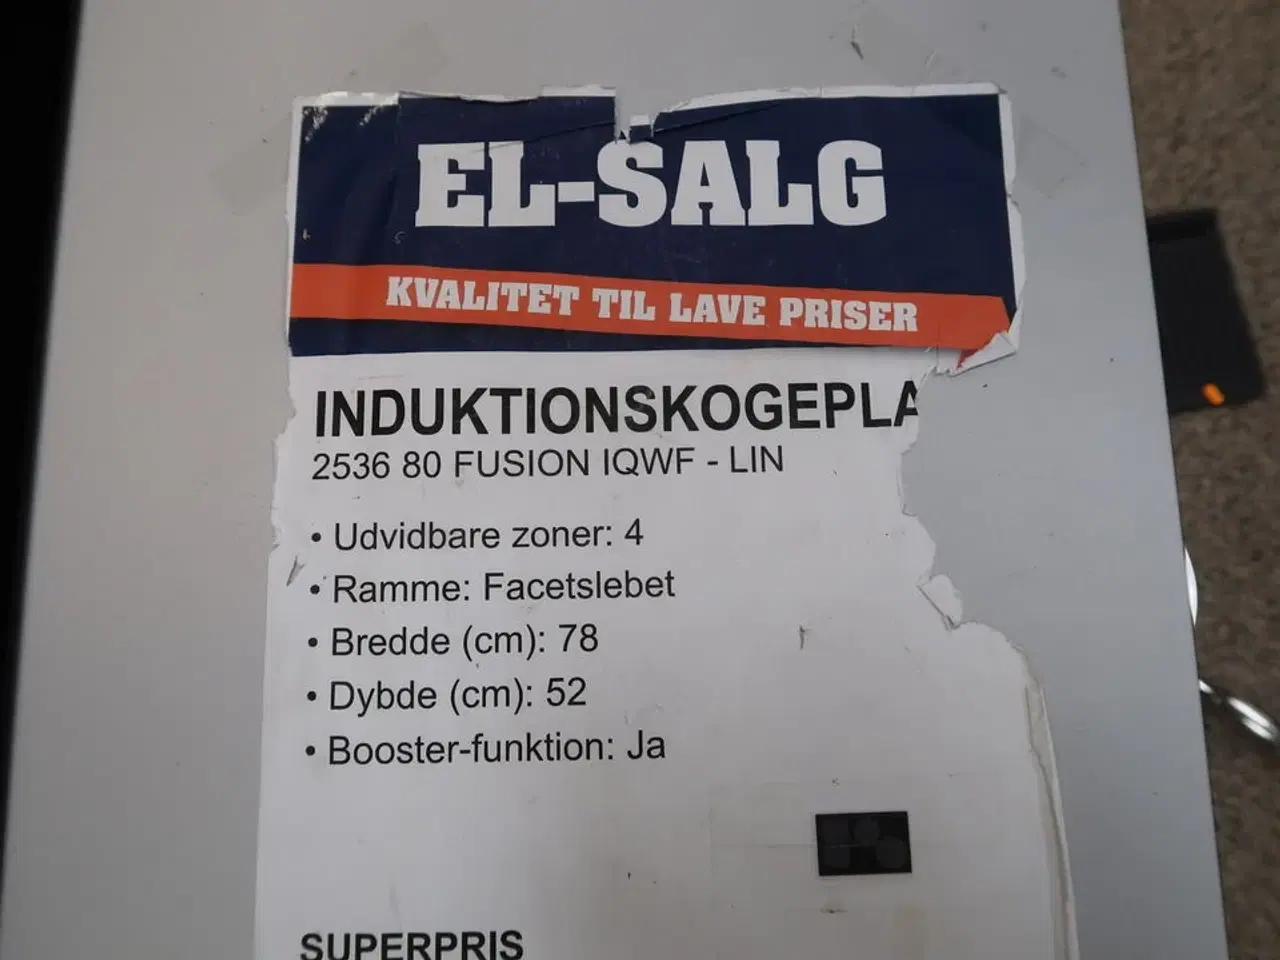 EL-SALG
KVALITET TIL LAVE PRISER
INDUKTIONSKOGEPLA
2536 80 FUSION IQWF - LIN
• Udvidbare zoner: 4
• Ramme: Facetslebet
• Bredde (cm): 78
• Dybde (cm): 52
• Booster-funktion: Ja
SUPERPRIS